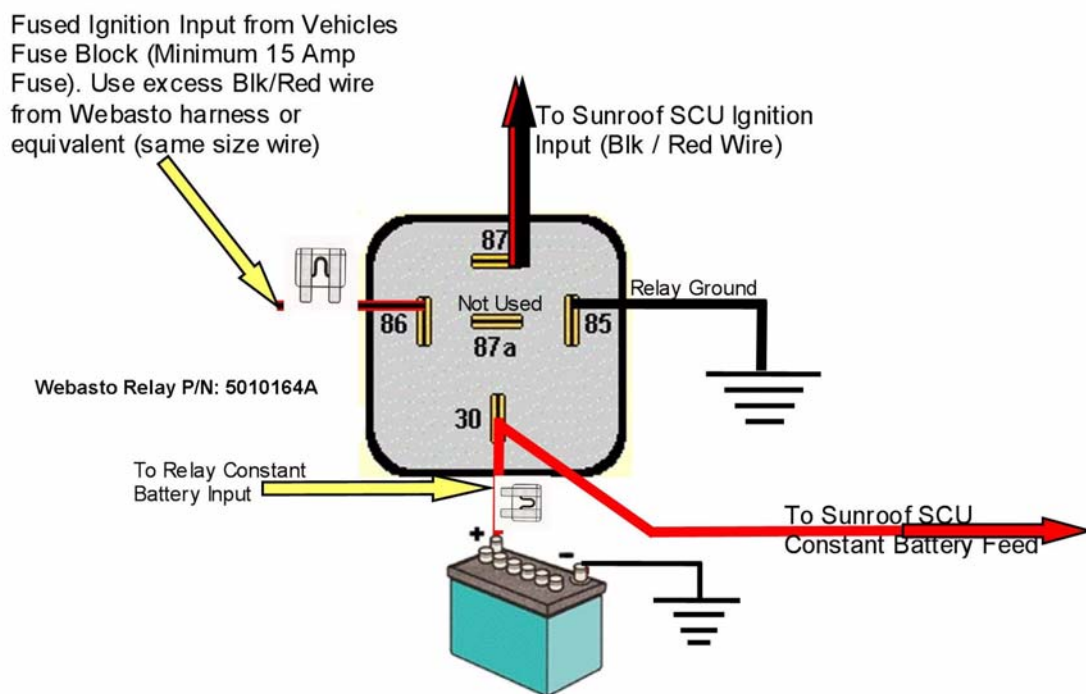 Fused Ignition Input from Vehicles
Fuse Block (Minimum 15 Amp
Fuse). Use excess Blk/Red wire
from Webasto harness or
equivalent (same size wire)
To Sunroof SCU Ignition
Input (Blk / Red Wire)
87
Relay Ground
Not Used
86
85
87a
Webasto Relay P/N: 5010164A
30
To Relay Constant
Battery Input
To Sunroof SCU
Constant Battery Feed
+
-